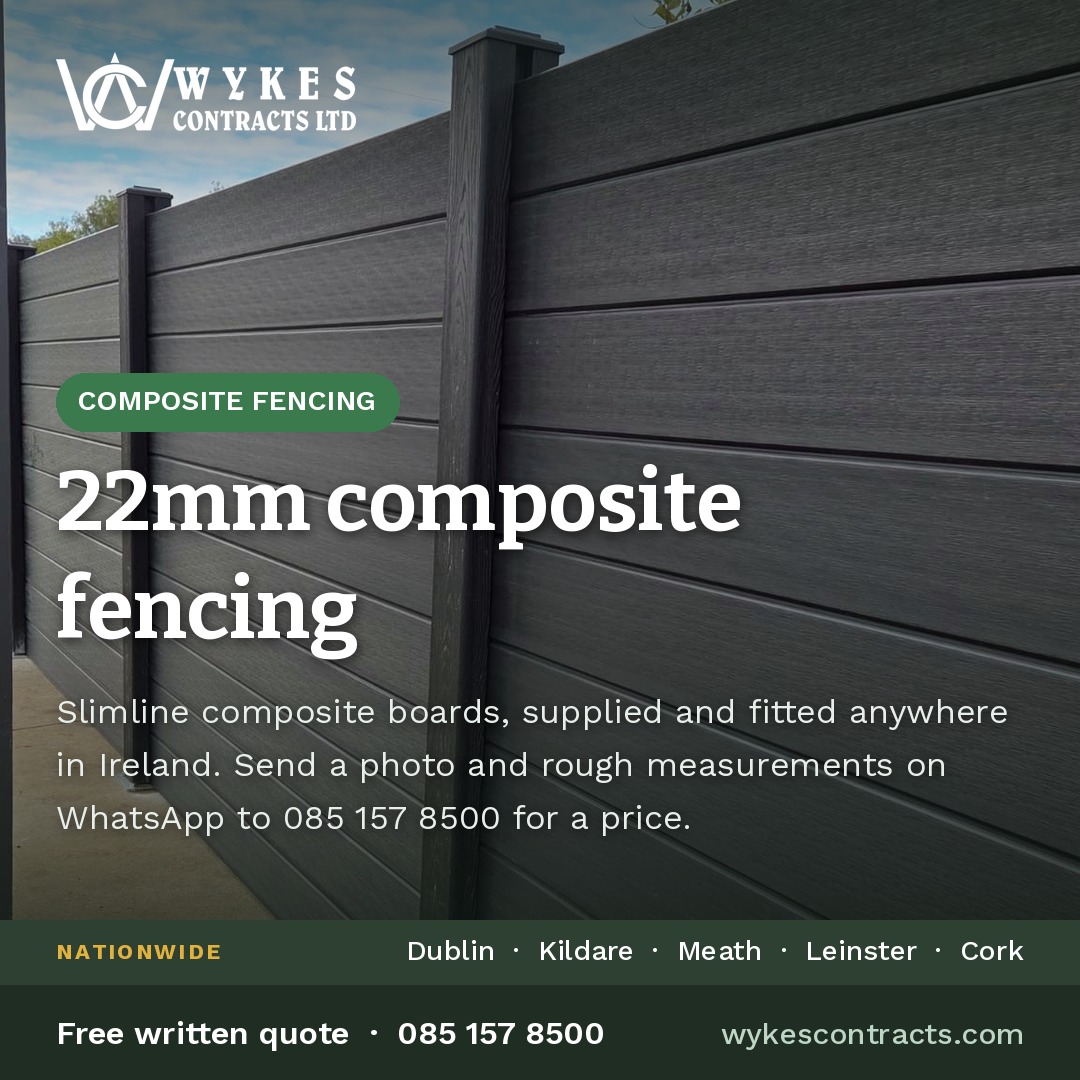 WYKES
CONTRACTS LTD
COMPOSITE FENCING
22mm composite
fencing
Slimline composite boards, supplied and fitted anywhere
in Ireland. Send a photo and rough measurements on
WhatsApp to 085 157 8500 for a price.
NATIONWIDE Dublin · Kildare · Meath · Leinster · Cork
Free written quote · 085 157 8500 wykescontracts.com